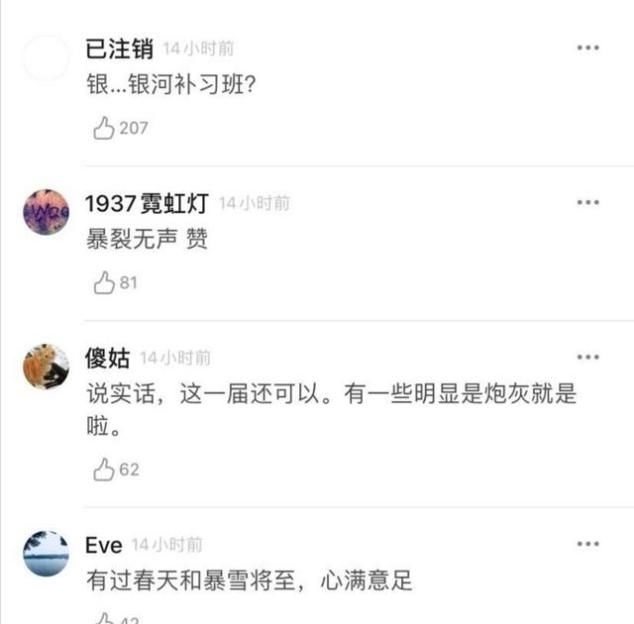 已注销 14小时前
银...银河补习班？
207
1937霓虹灯 14小时前
暴裂无声 赞
81
傻姑 14小时前
说实话，这一届还可以。有一些明显是炮灰就是
啦。
62
Eve 14小时前
有过春天和暴雪将至，心满意足
42